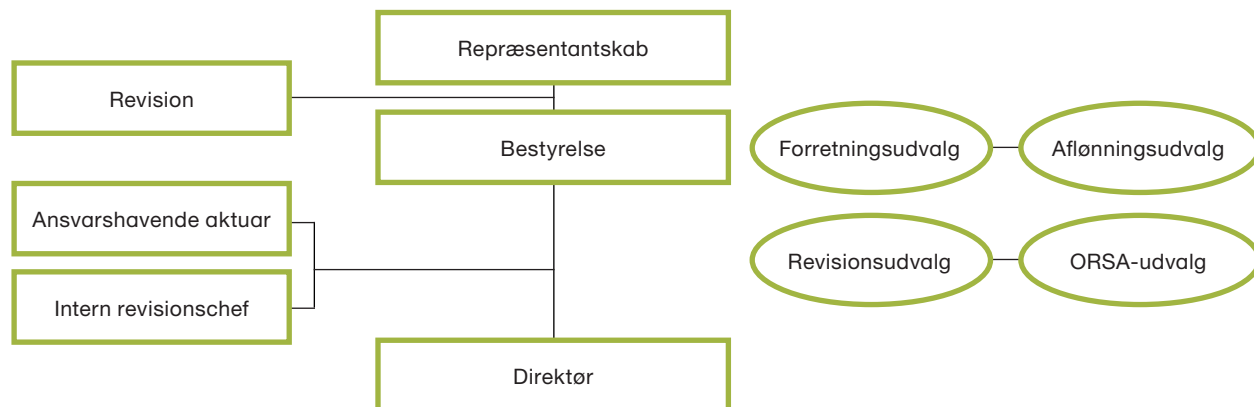 Repræsentantskab
Revision
Bestyrelse
Forretningsudvalg
Aflønningsudvalg
Ansvarshavende aktuar
Revisionsudvalg
ORSA-udvalg
Intern revisionschef
Direktør